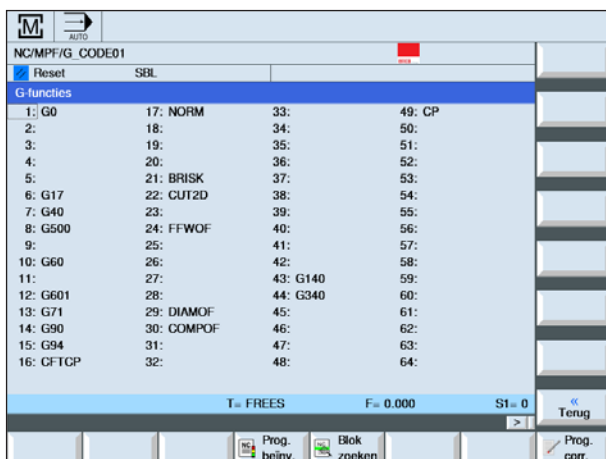 M AUTO
NC/MPF/G_CODE01
Reset SBL
G-functies
1: G0 17: NORM 33: 49: CP
2: 18: 34: 50:
3: 19: 35: 51:
4: 20: 36: 52:
5: 21: BRISK 37: 53:
6: G17 22: CUT2D 38: 54:
7: G40 23: 39: 55:
8: G500 24: FFWOF 40: 56:
9: 25: 41: 57:
10: G60 26: 42: 58:
11: 27: 43: G140 59:
12: G601 28: 44: G340 60:
13: G71 29: DIAMOF 45: 61:
14: G90 30: COMPOF 46: 62:
15: G94 31: 47: 63:
16: CFTCP 32: 48: 64:
T= FREES F= 0.000 S1= 0
«
Terug
>
NC Prog. beïnv.
NC Blok zoeken
Prog. corr.